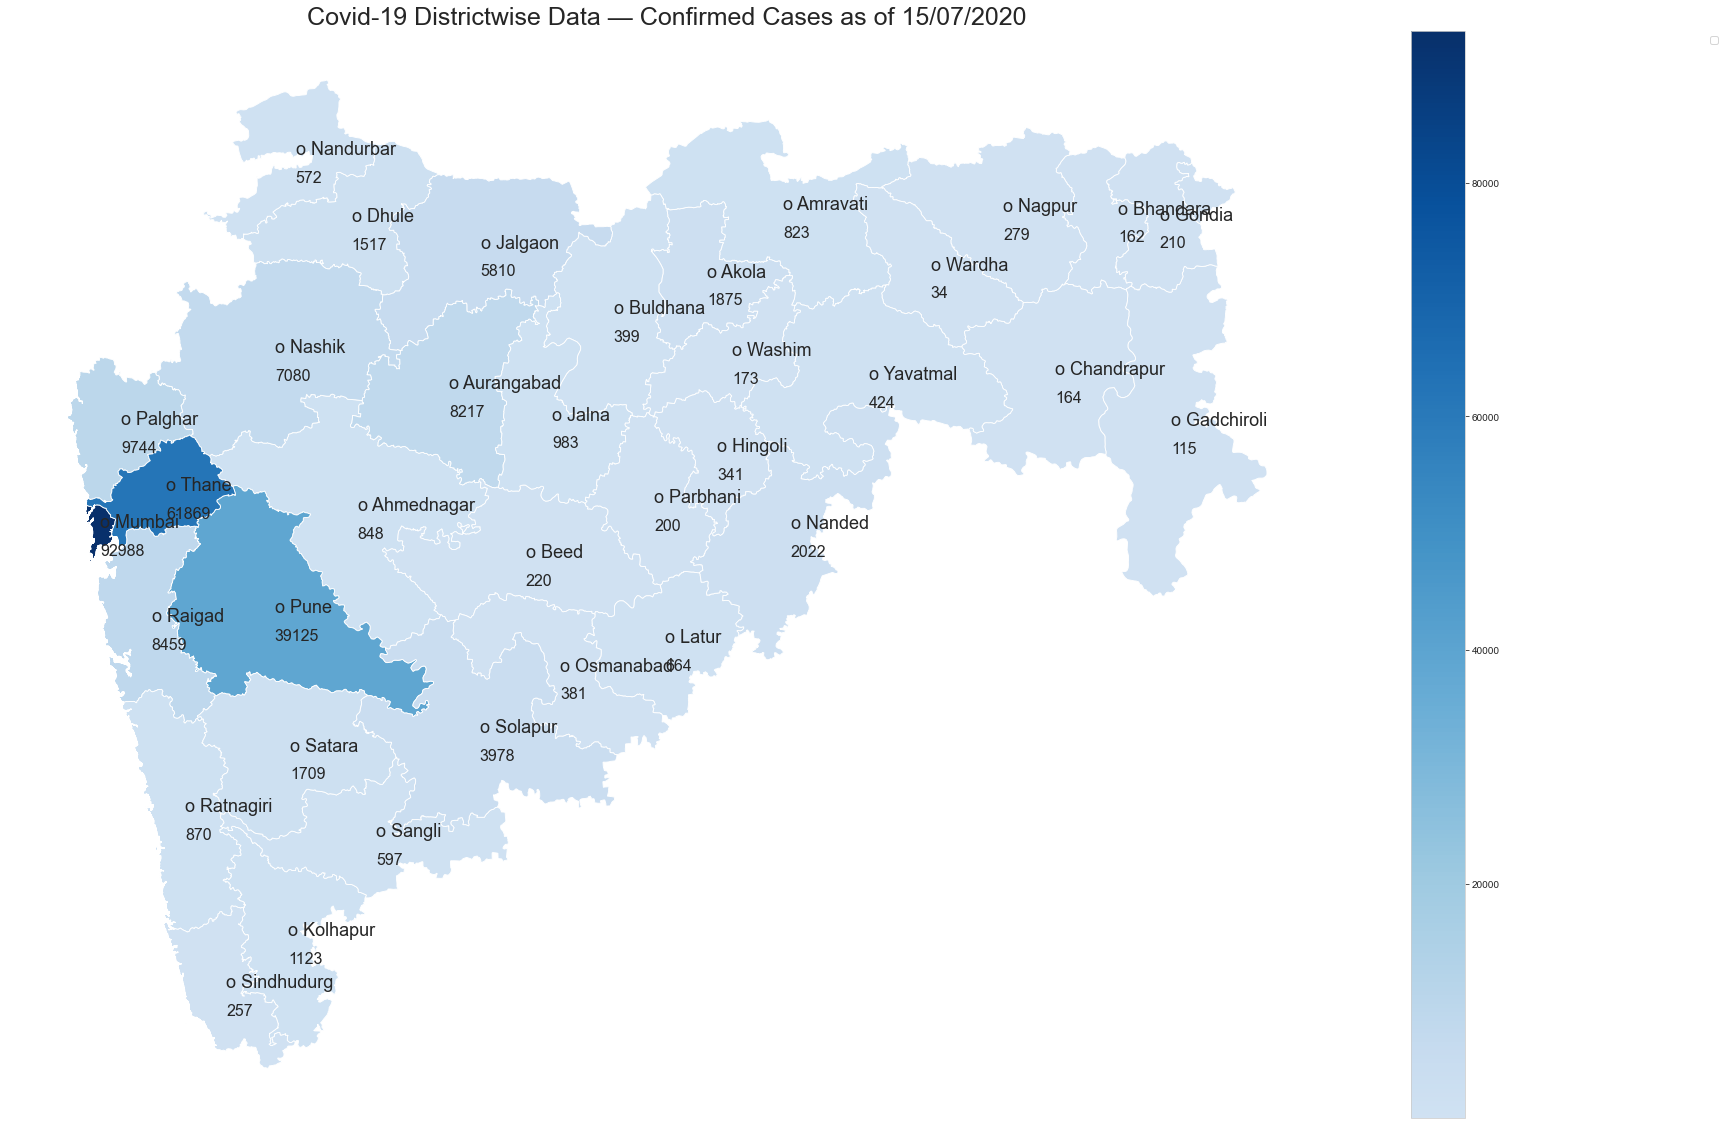 Covid-19 Districtwise Data — Confirmed Cases as of 15/07/2020
o Nandurbar
572
o Dhule
1517
o Jalgaon
5810
o Amravati
823
o Nagpur
279
o Bhandara
162
o Gondia
210
o Akola
1875
o Wardha
34
o Buldhana
399
o Nashik
7080
o Aurangabad
8217
o Washim
173
o Yavatmal
424
o Chandrapur
164
o Palghar
9744
o Jalna
983
o Hingoli
341
o Gadchiroli
115
o Thane
61869
o Mumbai
92988
o Ahmednagar
848
o Parbhani
200
o Nanded
2022
o Beed
220
o Raigad
8459
o Pune
39125
o Latur
664
o Osmanabad
381
o Solapur
3978
o Satara
1709
o Ratnagiri
870
o Sangli
597
o Kolhapur
1123
o Sindhudurg
257
80000
60000
40000
20000